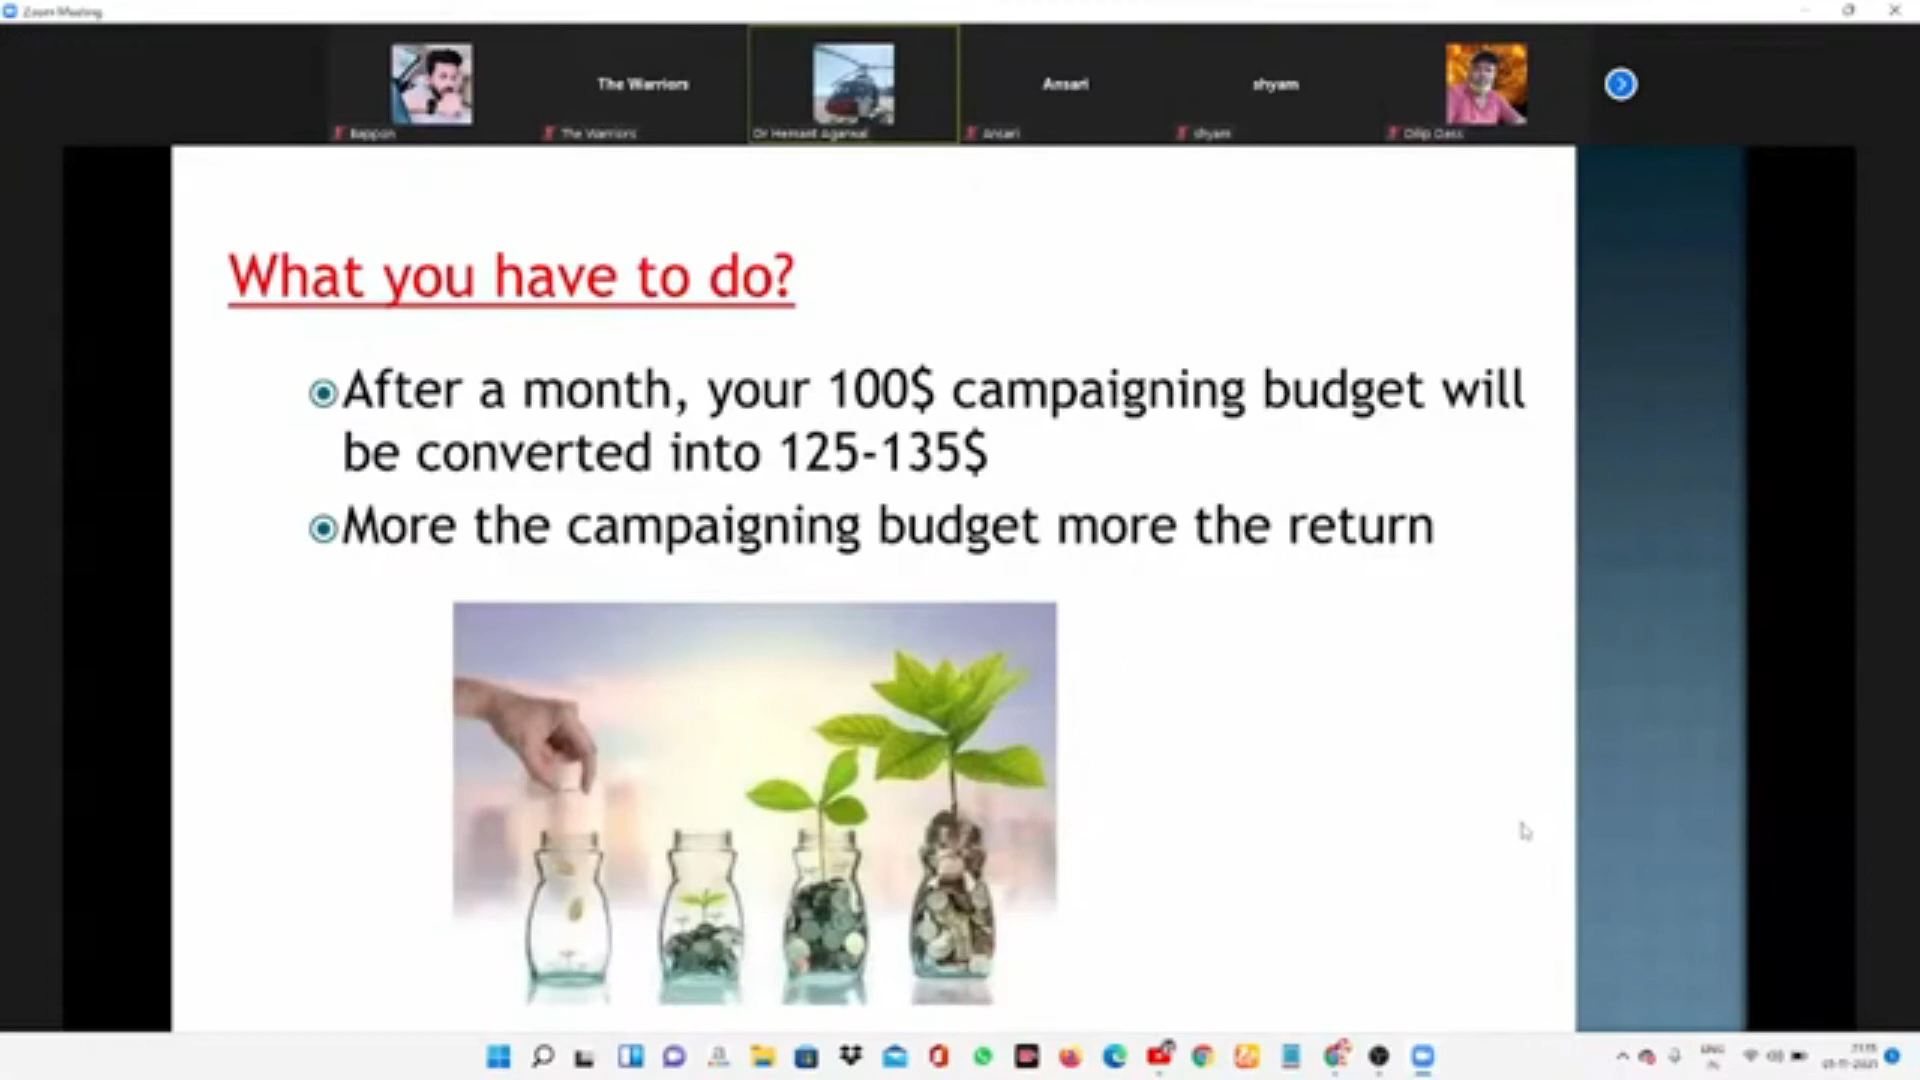 Zoom Meeting
The Warriors
Ansari
shyam
Bappon
The Warriors
Dr Hemant Agarwal
Ansari
shyam
Dilip Dass
What you have to do?
After a month, your 100$ campaigning budget will
be converted into 125-135$
More the campaigning budget more the return
ENG